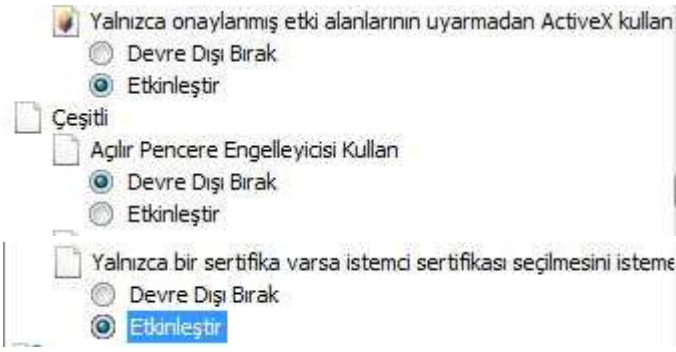 Yalnızca onaylanmış etki alanlarının uyarmadan ActiveX kullan
Devre Dışı Bırak
Etkinleştir
Çeşitli
Açılır Pencere Engelleyicisi Kullan
Devre Dışı Bırak
Etkinleştir
Yalnızca bir sertifika varsa istemci sertifikası seçilmesini isteme
Devre Dışı Bırak
Etkinleştir